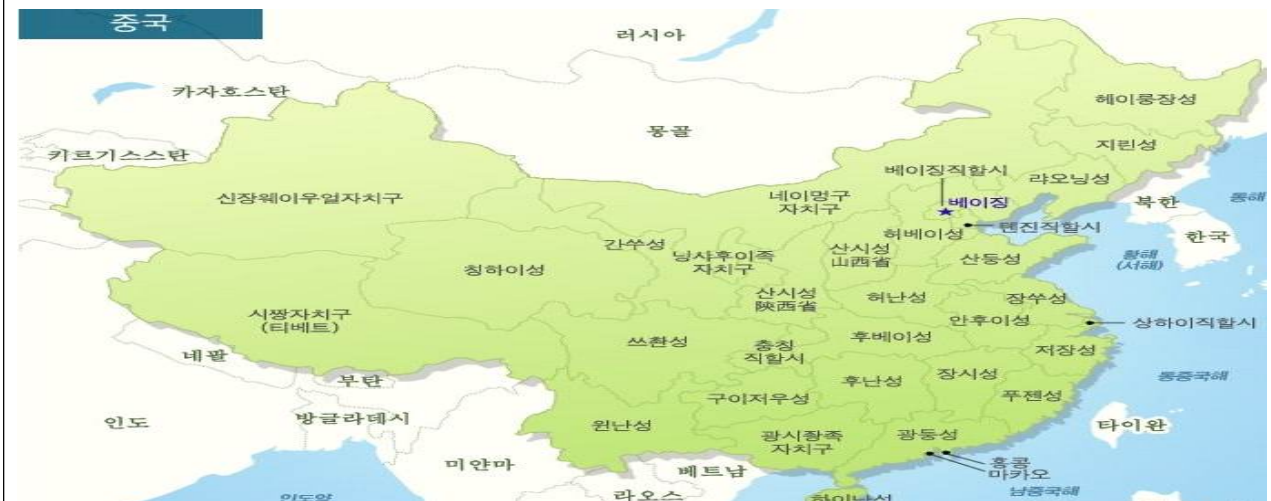 중국
러시아
카자흐스탄
헤이룽장성
몽골
지린성
키르기스스탄
베이징직할시
랴오닝성
신장웨이우얼자치구
네이멍구
자치구
베이징
북한
동해
톈진직할시
허베이성
한국
간쑤성
산시성
山西省
황해
(서해)
닝샤후이족
자치구
산둥성
칭하이성
산시성
陝西省
허난성
장쑤성
시짱자치구
(티베트)
안후이성
상하이직할시
쓰촨성
충칭
직할시
후베이성
저장성
네팔
부탄
후난성
장시성
동중국해
구이저우성
푸젠성
인도
방글라데시
윈난성
광시좡족
자치구
광둥성
타이완
미얀마
베트남
홍콩
마카오
라오스
하이난성
남중국해
인도양